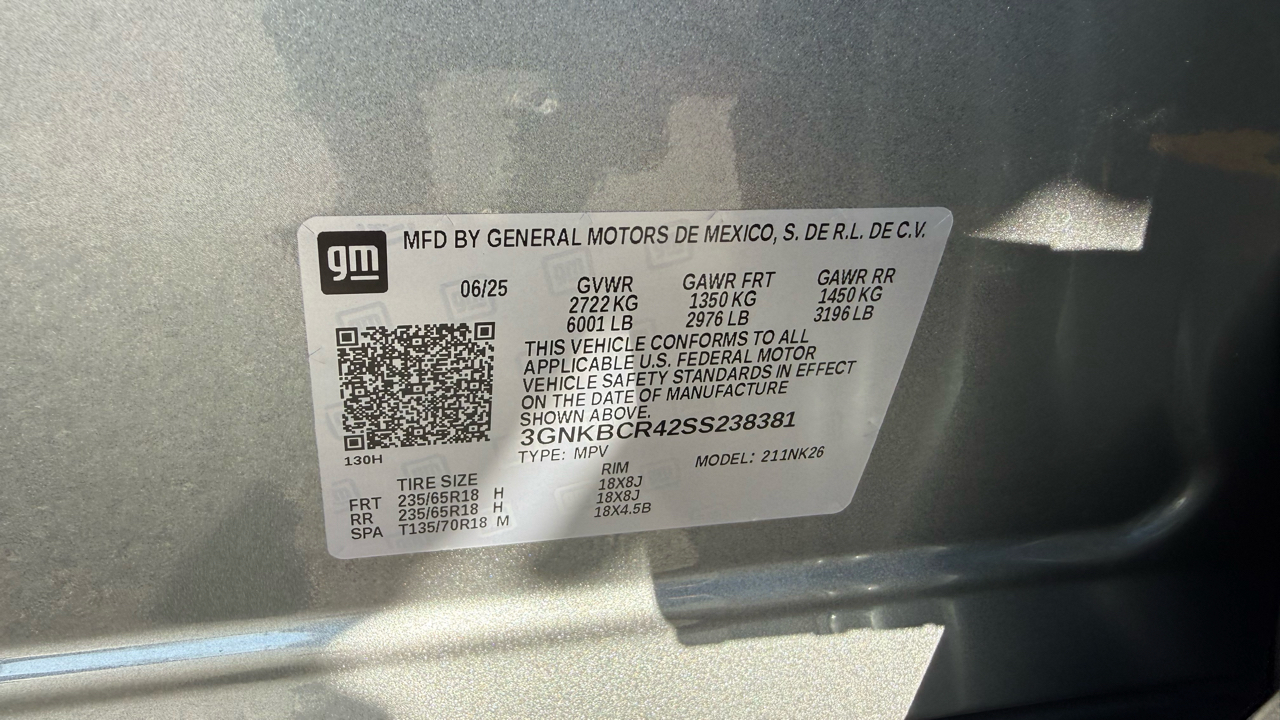 gm
MFD BY GENERAL MOTORS DE MEXICO, S. DE R.L. DE C.V.
06/25 GVWR GAWR FRT GAWR RR
2722 KG 1350 KG 1450 KG
6001 LB 2976 LB 3196 LB
THIS VEHICLE CONFORMS TO ALL
APPLICABLE U.S. FEDERAL MOTOR
VEHICLE SAFETY STANDARDS IN EFFECT
ON THE DATE OF MANUFACTURE
SHOWN ABOVE.
3GNKBCR42SS238381
130H
TYPE: MPV MODEL: 211NK26
TIRE SIZE RIM
FRT 235/65R18 H 18X8J
RR 235/65R18 H 18X8J
SPA T135/70R18 M 18X4.5B